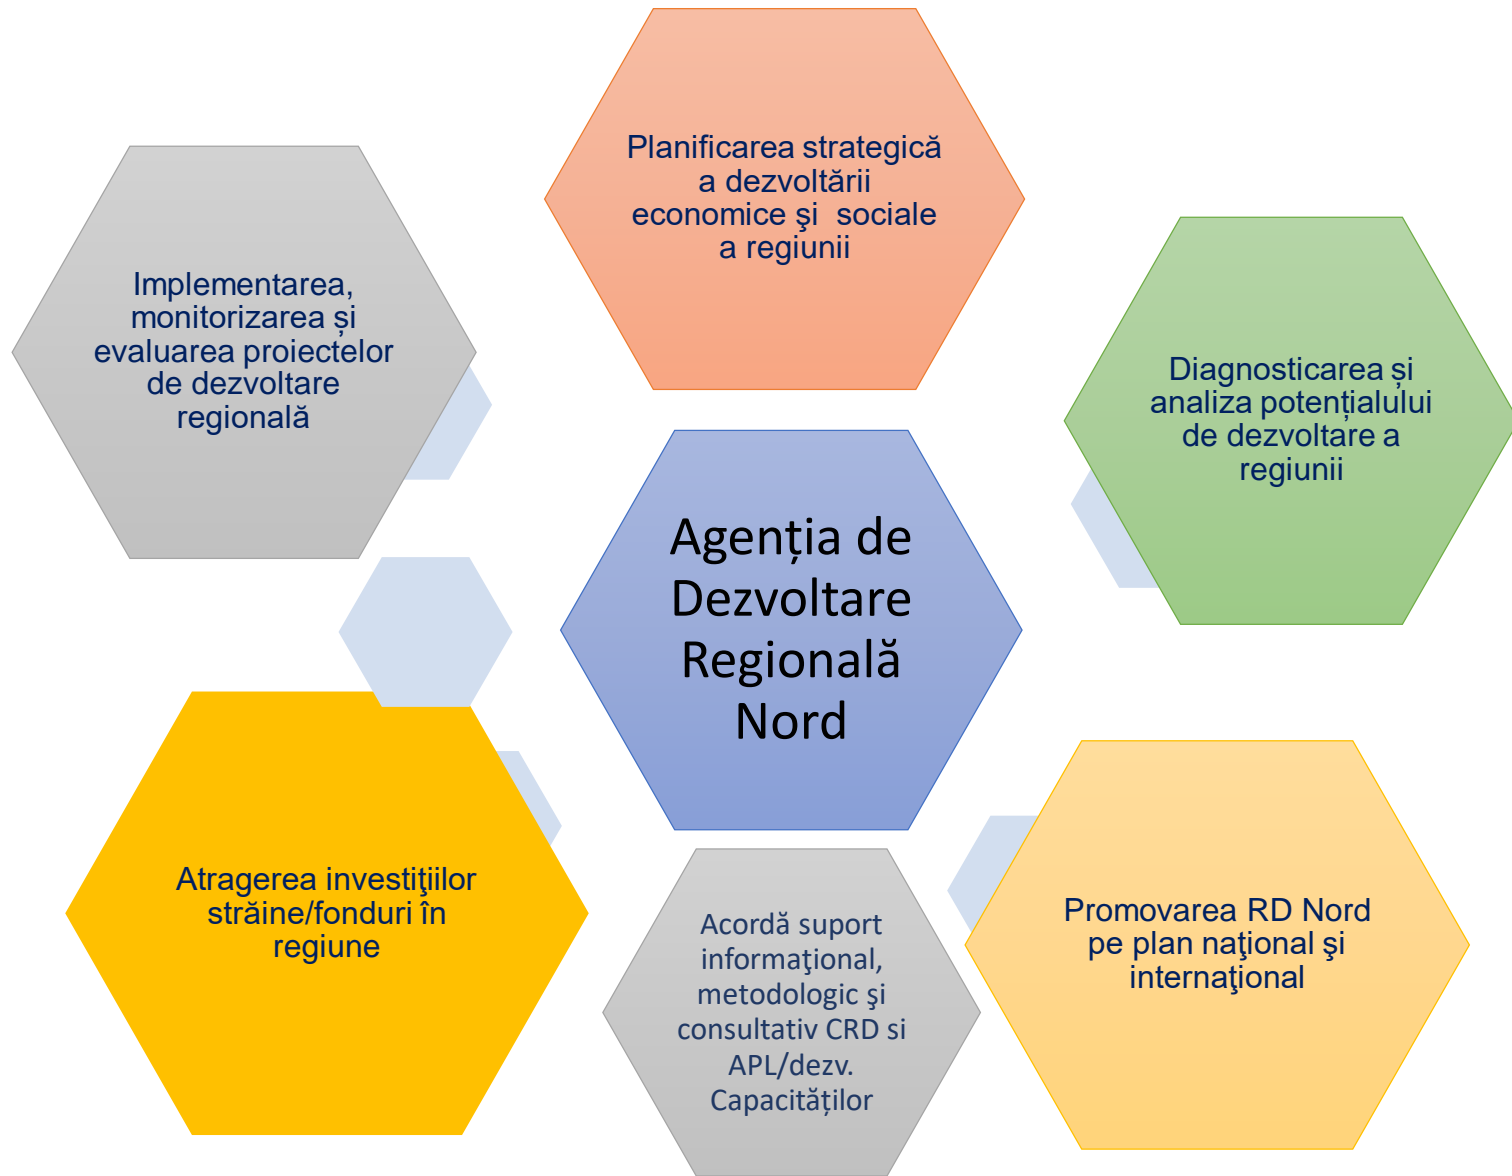 Planificarea strategică
a dezvoltării
economice şi sociale
a regiunii
Implementarea,
monitorizarea și
evaluarea proiectelor
de dezvoltare
regională
Diagnosticarea și
analiza potențialului
de dezvoltare a
regiunii
Agenția de
Dezvoltare
Regională
Nord
Atragerea investiţiilor
străine/fonduri în
regiune
Acordă suport
informaţional,
metodologic şi
consultativ CRD si
APL/dezv.
Capacităților
Promovarea RD Nord
pe plan naţional şi
internaţional